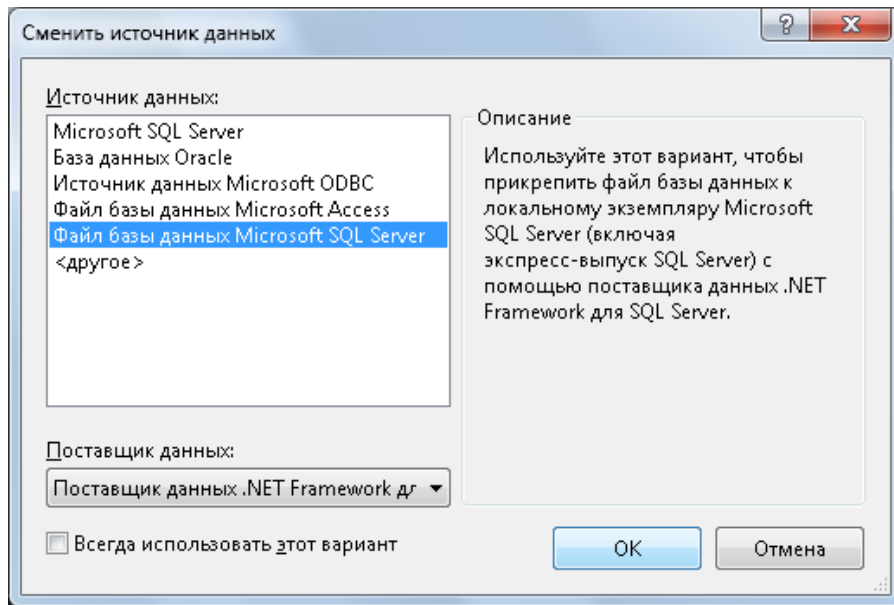 Сменить источник данных
Источник данных:
Microsoft SQL Server
База данных Oracle
Источник данных Microsoft ODBC
Файл базы данных Microsoft Access
Файл базы данных Microsoft SQL Server
<другое>
Поставщик данных:
Поставщик данных .NET Framework дл
Всегда использовать этот вариант
Описание
Используйте этот вариант, чтобы
прикрепить файл базы данных к
локальному экземпляру Microsoft
SQL Server (включая
экспресс-выпуск SQL Server) с
помощью поставщика данных .NET
Framework для SQL Server.
OK
Отмена